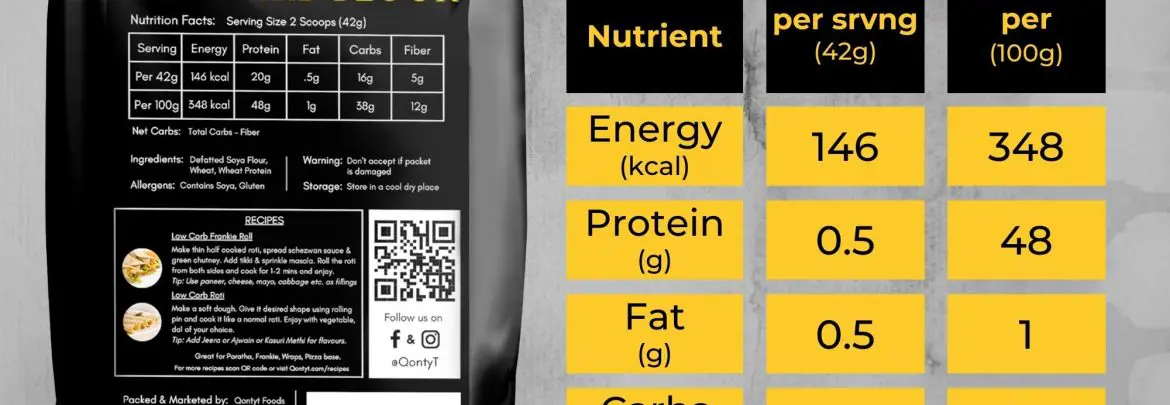 Nutrition Facts: Serving Size 2 Scoops (42g)
Serving Energy Protein Fat Carbs Fiber
Per 42g 146 kcal 20g .5g 16g 5g
Per 100g 348 kcal 48g 1g 38g 12g
Net Carbs: Total Carbs - Fiber
Ingredients: Defatted Soya Flour,
Wheat, Wheat Protein
Allergens: Contains Soya, Gluten
Warning: Don't accept if packet
is damaged
Storage: Store in a cool dry place
RECIPES
Low Carb Frankie Roll
Make thin half cooked roti, spread schezwan sauce &
green chutney. Add tikki & sprinkle masala. Roll the roti
from both sides and cook for 1-2 mins and enjoy.
Tip: Use paneer, cheese, mayo, cabbage etc. as fillings
Low Carb Roti
Make a soft dough. Give it desired shape using rolling
pin and cook it like a normal roti. Enjoy with vegetable,
dal of your choice.
Tip: Add Jeera or Ajwain or Kasuri Methi for flavours.
Great for Paratha, Frankie, Wraps, Pizza base.
For more recipes scan QR code or visit Qontyt.com/recipes
Follow us on
&
@QontyT
Packed & Marketed by: Qontyt Foods
Nutrient per srvng (42g) per (100g)
Energy (kcal) 146 348
Protein (g) 0.5 48
Fat (g) 0.5 1